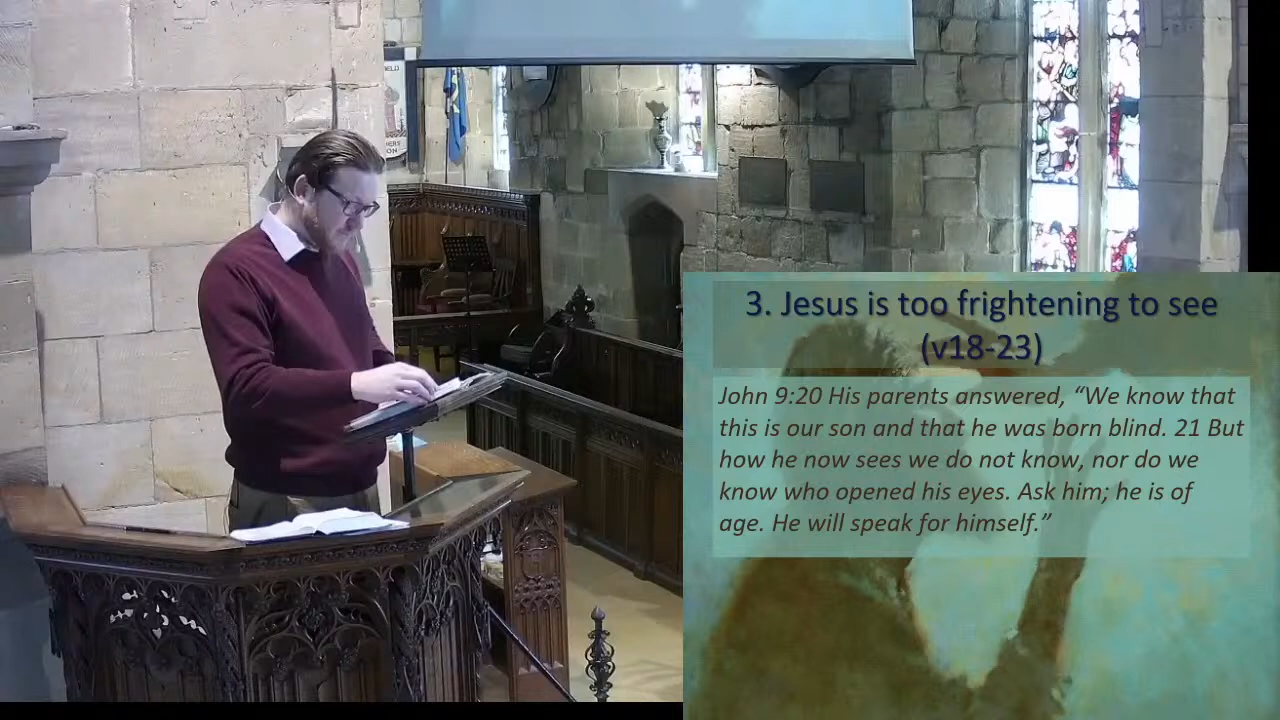 3. Jesus is too frightening to see
(v18-23)
John 9:20 His parents answered, “We know that
this is our son and that he was born blind. 21 But
how he now sees we do not know, nor do we
know who opened his eyes. Ask him; he is of
age. He will speak for himself.”